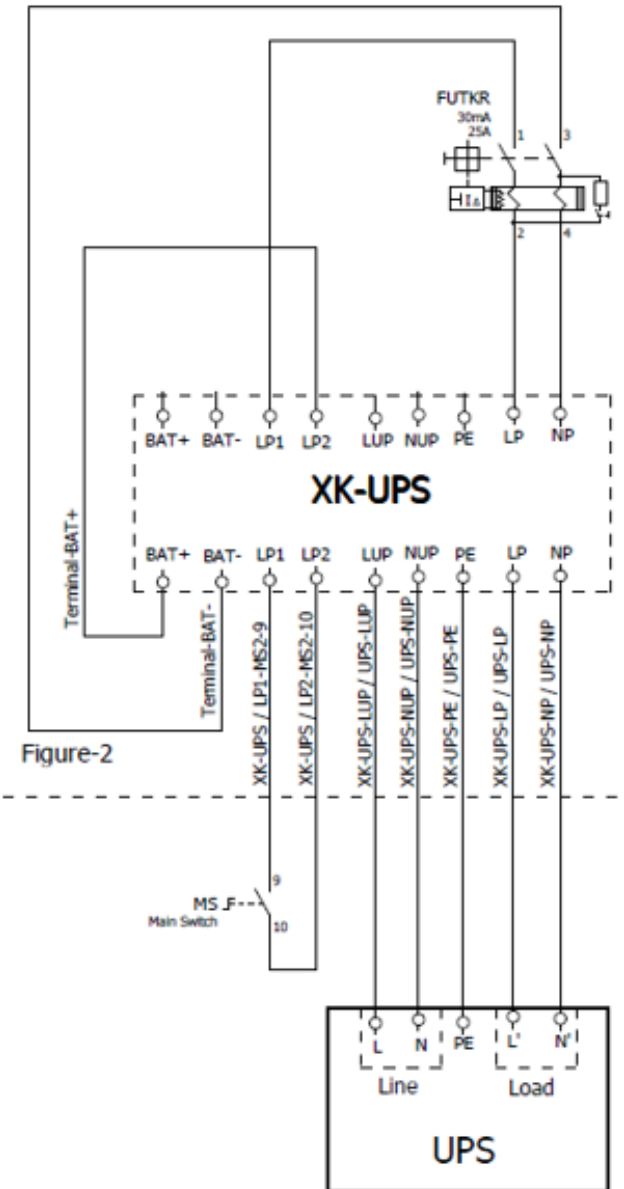 FUTKR
30mA
25A
1
3
I Δ
2
4
BAT+ BAT- LP1 LP2 LUP NUP PE LP NP
XK-UPS
BAT+ BAT- LP1 LP2 LUP NUP PE LP NP
Terminal-BAT+
Terminal-BAT-
XK-UPS / LP1-MS2-9
XK-UPS / LP2-MS2-10
XK-UPS-LUP / UPS-LUP
XK-UPS-NUP / UPS-NUP
XK-UPS-PE / UPS-PE
XK-UPS-LP / UPS-LP
XK-UPS-NP / UPS-NP
Figure-2
9
MS
Main Switch
10
L N PE L' N'
Line Load
UPS